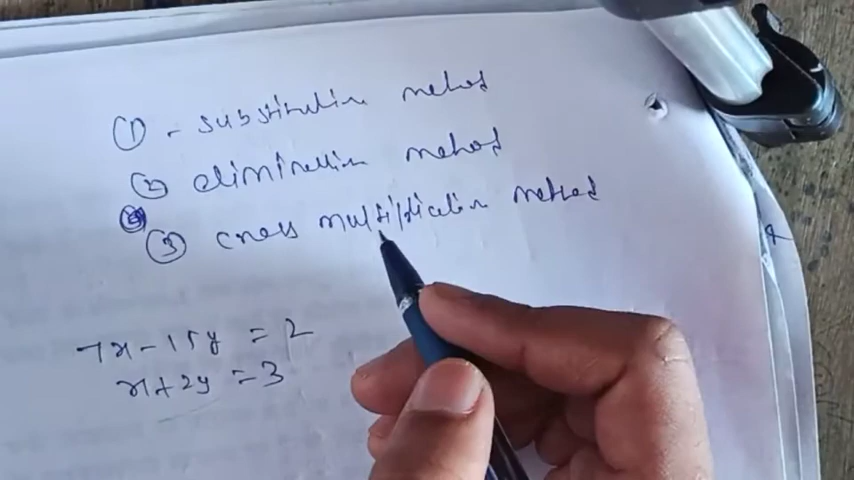 ① - substitution method
② elimination method
③ cross multiplication method
7x - 15y = 2
x + 2y = 3